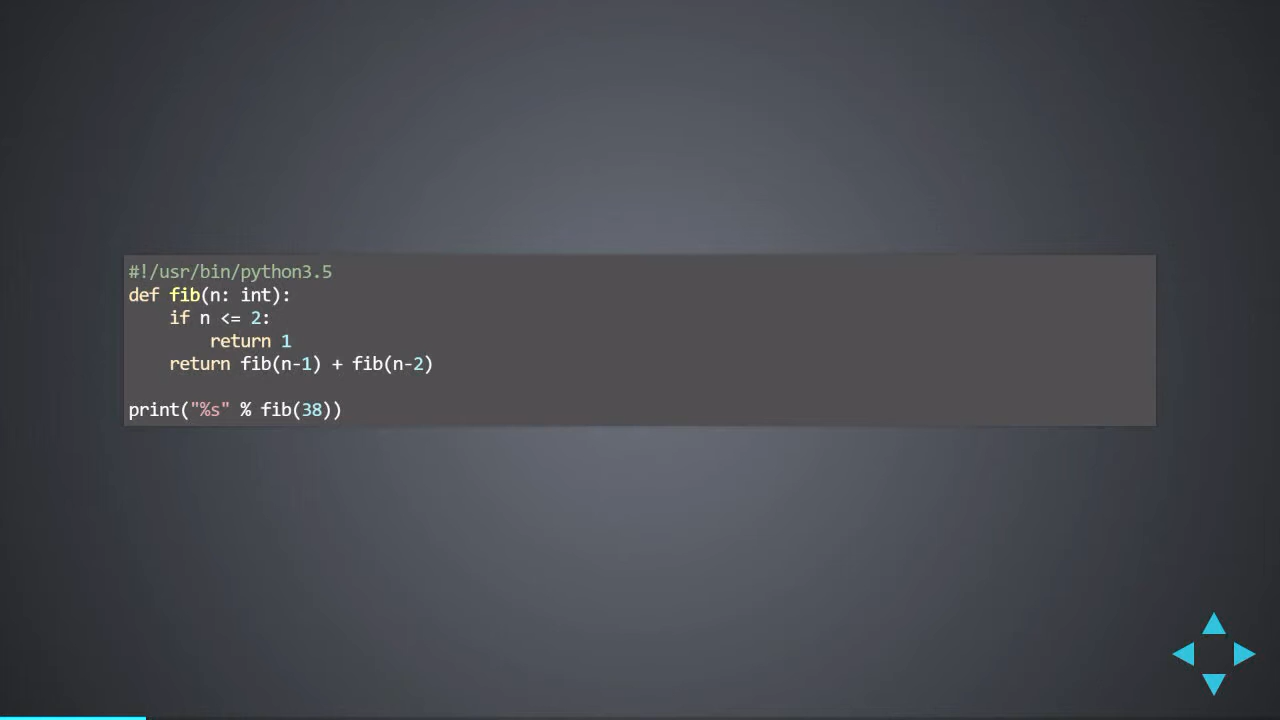 #!/usr/bin/python3.5
def fib(n: int):
    if n <= 2:
        return 1
    return fib(n-1) + fib(n-2)

print("%s" % fib(38))